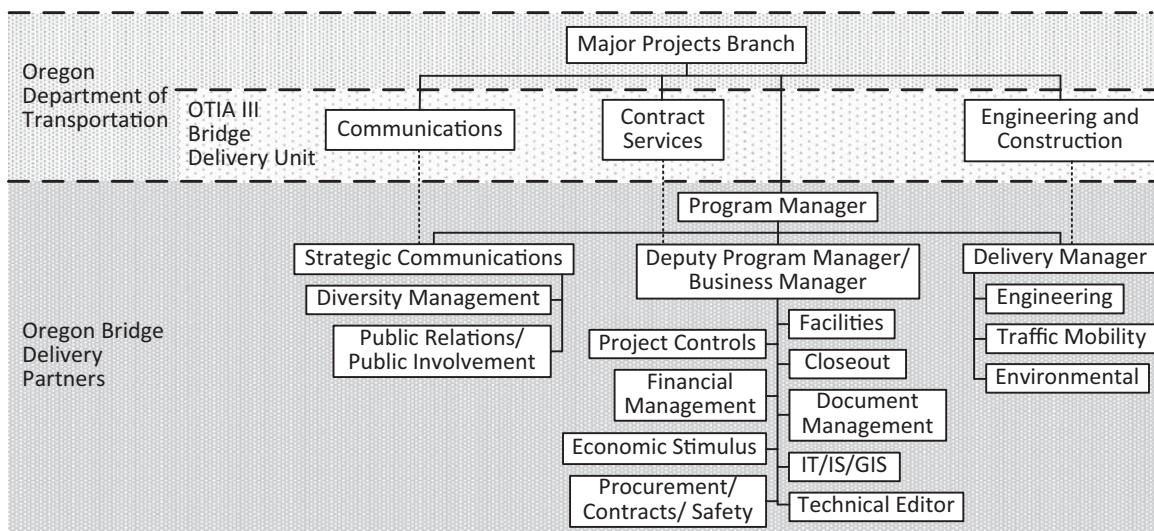 Major Projects Branch
Oregon
Department of
Transportation
OTIA III
Bridge
Delivery Unit
Communications
Contract
Services
Engineering and
Construction
Program Manager
Strategic Communications
Deputy Program Manager/
Business Manager
Delivery Manager
Oregon Bridge
Delivery
Partners
Diversity Management
Public Relations/
Public Involvement
Project Controls
Financial
Management
Economic Stimulus
Procurement/
Contracts/ Safety
Facilities
Closeout
Document
Management
IT/IS/GIS
Technical Editor
Engineering
Traffic Mobility
Environmental